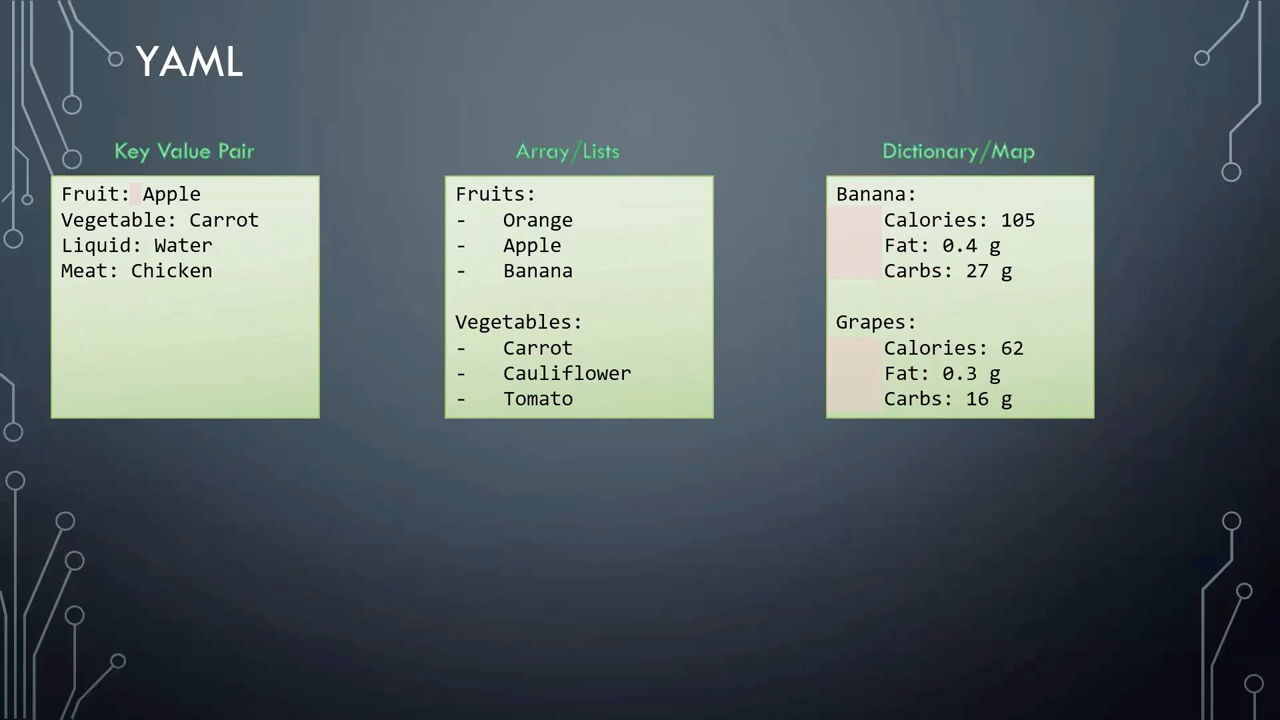 YAML
Key Value Pair
Fruit: Apple
Vegetable: Carrot
Liquid: Water
Meat: Chicken
Array/Lists
Fruits:
- Orange
- Apple
- Banana
Vegetables:
- Carrot
- Cauliflower
- Tomato
Dictionary/Map
Banana:
Calories: 105
Fat: 0.4 g
Carbs: 27 g
Grapes:
Calories: 62
Fat: 0.3 g
Carbs: 16 g